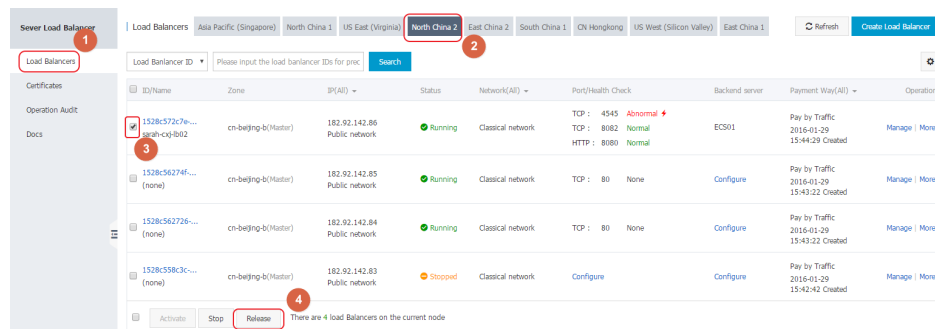 Sever Load Balancer
1
Load Balancers
Certificates
Operation Audit
Docs
Load Balancers Asia Pacific (Singapore) North China 1 US East (Virginia) North China 2 East China 2 South China 1 CN Hongkong US West (Silicon Valley) East China 1 Refresh Create Load Balancer
2
Load Banlancer ID Please input the load banlancer IDs for prec Search
ID/Name Zone IP(All) Status Network(All) Port/Health Check Backend server Payment Way(All) Operation
1528c572c7e-...
sarah-cxj-lb02
cn-beijing-b(Master)
182.92.142.86
Public network
Running
Classical network
TCP : 4545 Abnormal
TCP : 8082 Normal
HTTP : 8080 Normal
ECS01
Pay by Traffic
2016-01-29
15:44:29 Created
Manage | More
3
1528c56274f-...
(none)
cn-beijing-b(Master)
182.92.142.85
Public network
Running
Classical network
TCP : 80 None
Configure
Pay by Traffic
2016-01-29
15:43:22 Created
Manage | More
1528c562726-...
(none)
cn-beijing-b(Master)
182.92.142.84
Public network
Running
Classical network
TCP : 80 None
Configure
Pay by Traffic
2016-01-29
15:43:22 Created
Manage | More
1528c558c3c-...
(none)
cn-beijing-b(Master)
182.92.142.83
Public network
Stopped
Classical network
Configure
Configure
Pay by Traffic
2016-01-29
15:42:42 Created
Manage | More
4
Activate Stop Release There are 4 load Balancers on the current node